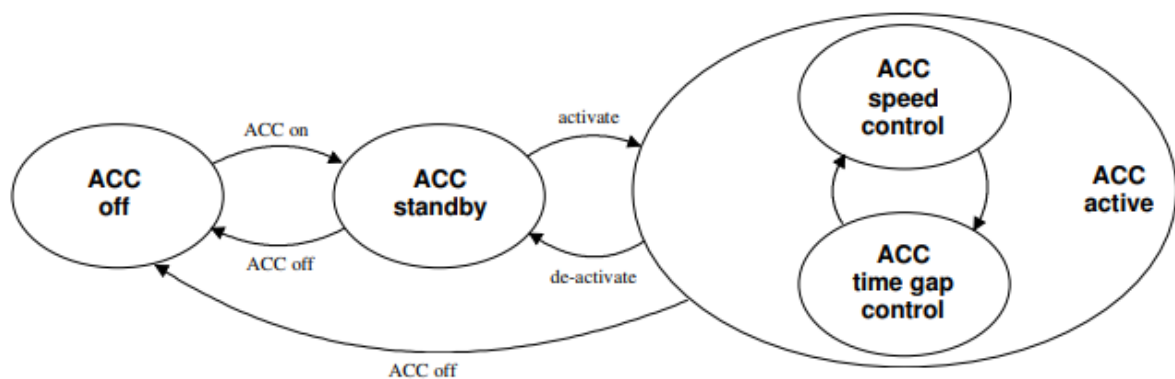 ACC
speed
control
ACC on
activate
ACC
off
ACC
standby
ACC
active
ACC off
de-activate
ACC
time gap
control
ACC off